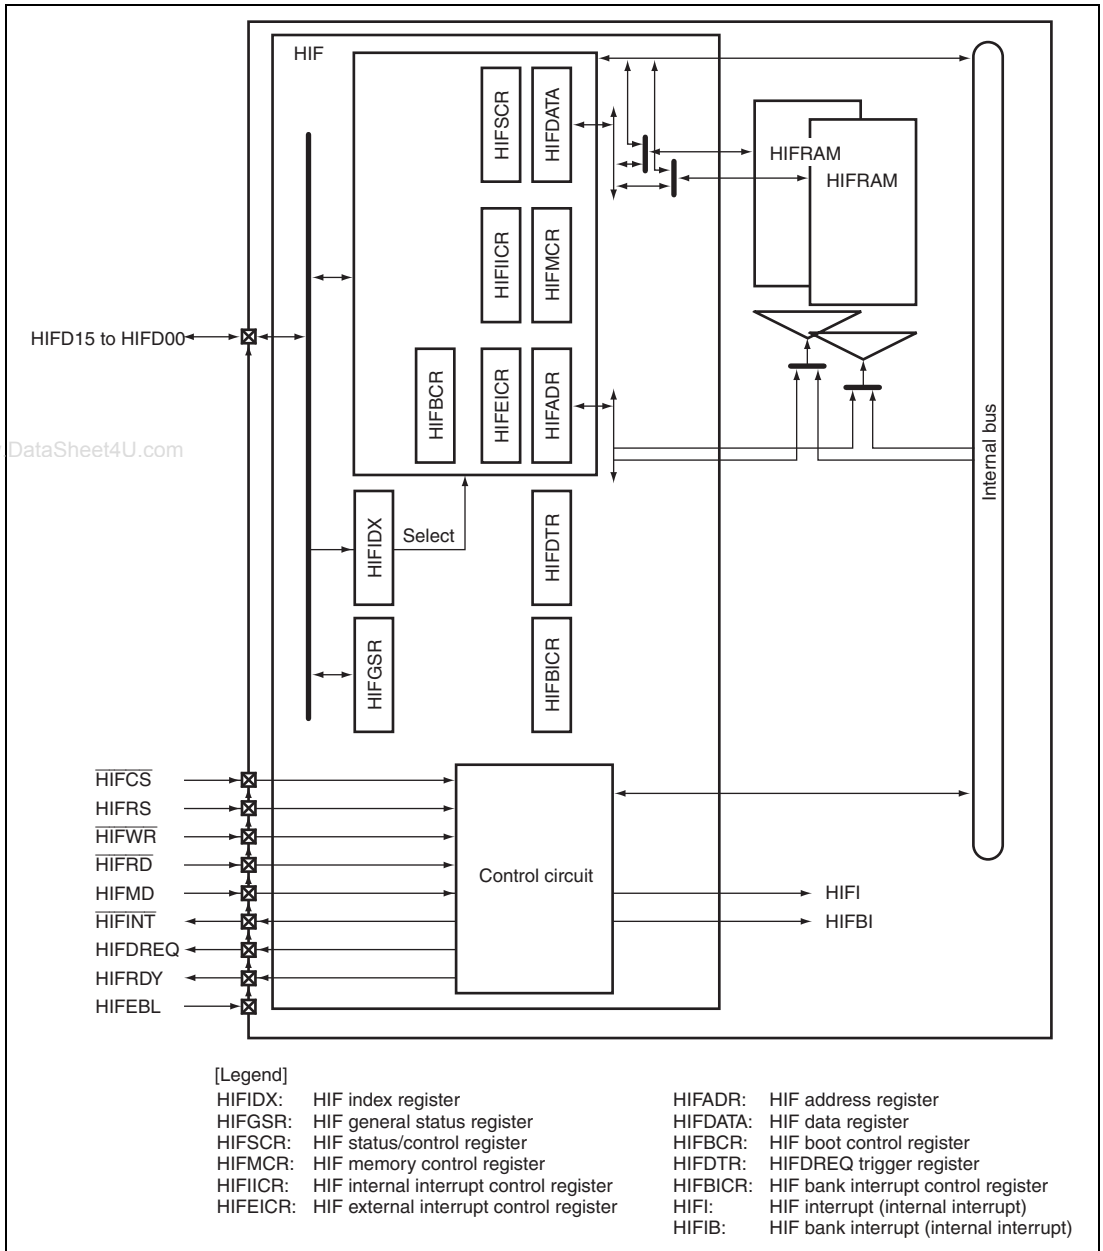 HIF
HIFSCR
HIFDATA
HIFRAM
HIFRAM
HIFIICR
HIFMCR
HIFD15 to HIFD00
HIFBCR
HIFEICR
HIFADR
Internal bus
DataSheet4U.com
HIFIDX
Select
HIFDTR
HIFGSR
HIFBICR
HIFCS
HIFRS
HIFWR
HIFRD
HIFMD
HIFINT
HIFDREQ
HIFRDY
HIFEBL
Control circuit
HIFI
HIFBI
[Legend]
HIFIDX: HIF index register
HIFGSR: HIF general status register
HIFSCR: HIF status/control register
HIFMCR: HIF memory control register
HIFIICR: HIF internal interrupt control register
HIFEICR: HIF external interrupt control register
HIFADR: HIF address register
HIFDATA: HIF data register
HIFBCR: HIF boot control register
HIFDTR: HIFDREQ trigger register
HIFBICR: HIF bank interrupt control register
HIFI: HIF interrupt (internal interrupt)
HIFIB: HIF bank interrupt (internal interrupt)